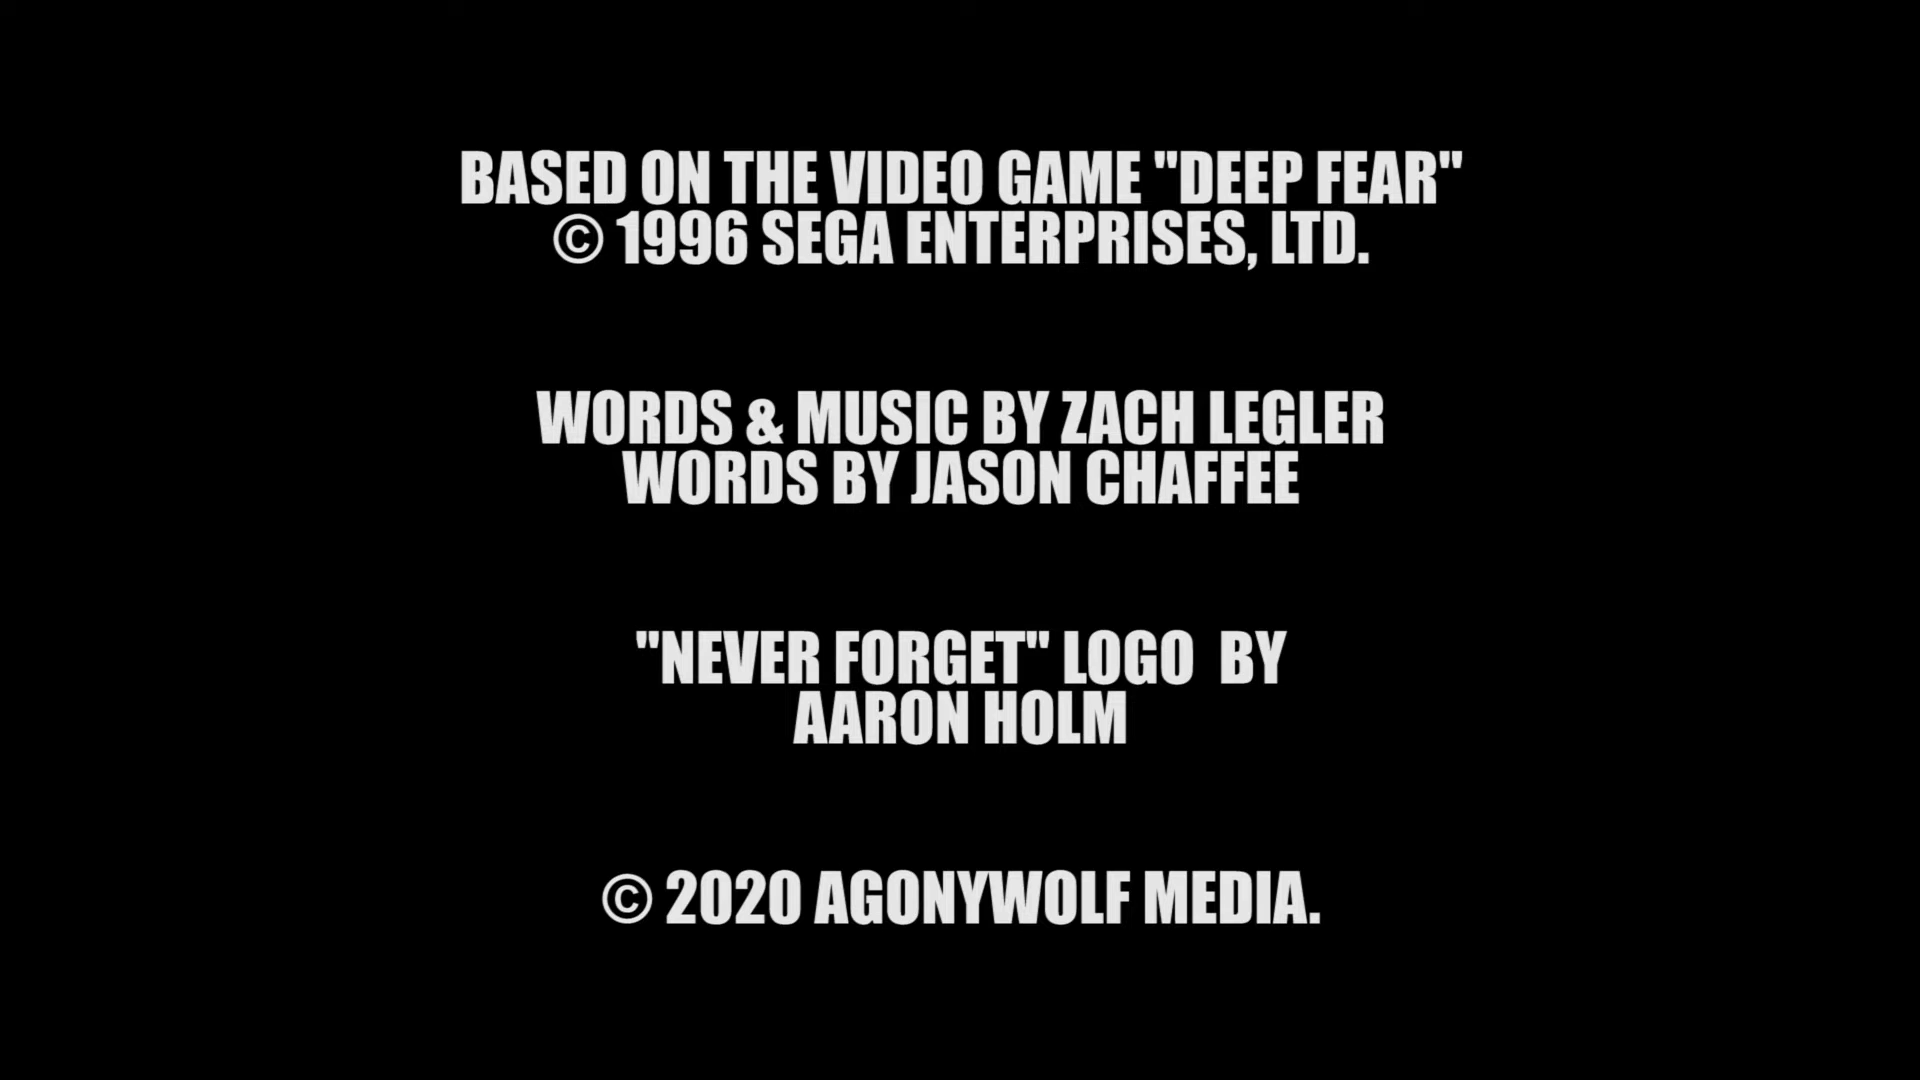 BASED ON THE VIDEO GAME "DEEP FEAR"
© 1996 SEGA ENTERPRISES, LTD.
WORDS & MUSIC BY ZACH LEGLER
WORDS BY JASON CHAFFEE
"NEVER FORGET" LOGO  BY
AARON HOLM
© 2020 AGONYWOLF MEDIA.